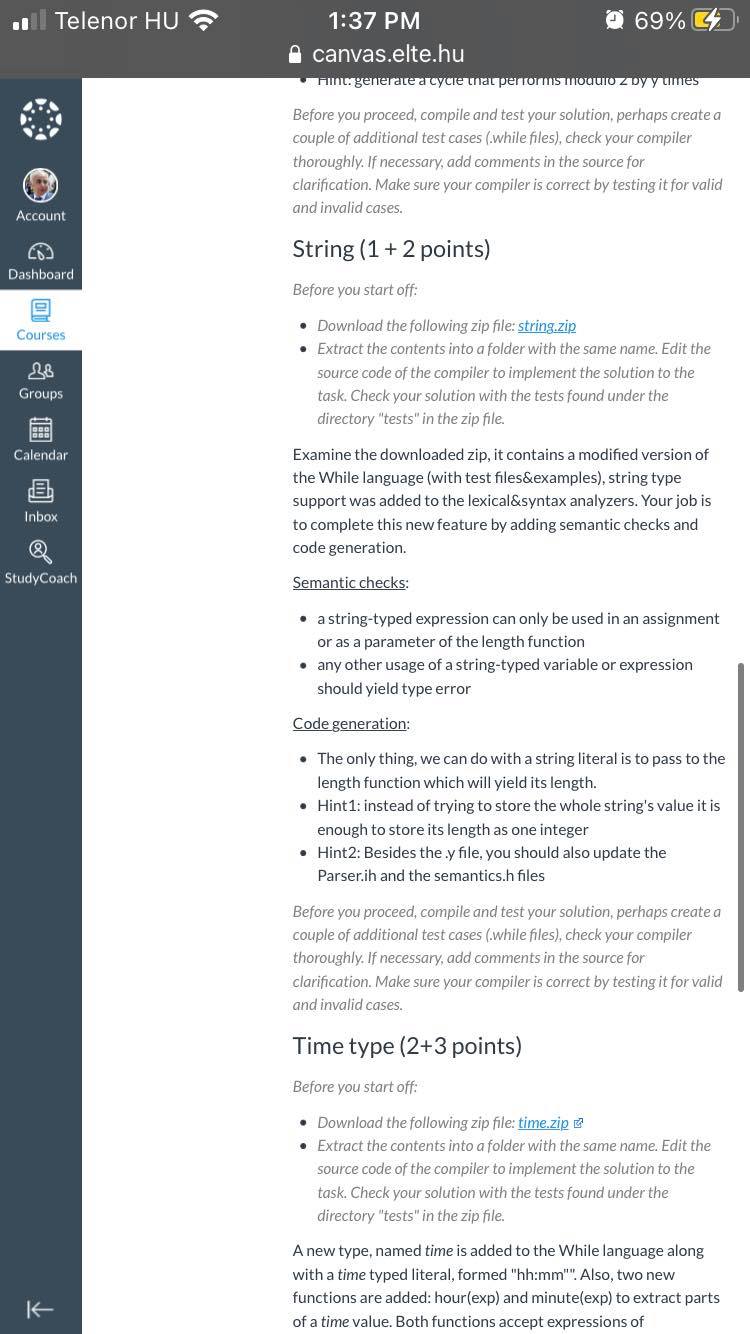 Telenor HU 1:37 PM 69%
canvas.elte.hu
• Hint: generate a cycle that performs modulo 2 by y times
Before you proceed, compile and test your solution, perhaps create a
couple of additional test cases (.while files), check your compiler
thoroughly. If necessary, add comments in the source for
clarification. Make sure your compiler is correct by testing it for valid
and invalid cases.
Account
Dashboard
Courses
Groups
Calendar
Inbox
StudyCoach
String (1 + 2 points)
Before you start off:
• Download the following zip file: string.zip
• Extract the contents into a folder with the same name. Edit the
source code of the compiler to implement the solution to the
task. Check your solution with the tests found under the
directory "tests" in the zip file.
Examine the downloaded zip, it contains a modified version of
the While language (with test files&examples), string type
support was added to the lexical&syntax analyzers. Your job is
to complete this new feature by adding semantic checks and
code generation.
Semantic checks:
• a string-typed expression can only be used in an assignment
or as a parameter of the length function
• any other usage of a string-typed variable or expression
should yield type error
Code generation:
• The only thing, we can do with a string literal is to pass to the
length function which will yield its length.
• Hint1: instead of trying to store the whole string's value it is
enough to store its length as one integer
• Hint2: Besides the .y file, you should also update the
Parser.ih and the semantics.h files
Before you proceed, compile and test your solution, perhaps create a
couple of additional test cases (.while files), check your compiler
thoroughly. If necessary, add comments in the source for
clarification. Make sure your compiler is correct by testing it for valid
and invalid cases.
Time type (2+3 points)
Before you start off:
• Download the following zip file: time.zip
• Extract the contents into a folder with the same name. Edit the
source code of the compiler to implement the solution to the
task. Check your solution with the tests found under the
directory "tests" in the zip file.
A new type, named time is added to the While language along
with a time typed literal, formed "hh:mm"". Also, two new
functions are added: hour(exp) and minute(exp) to extract parts
of a time value. Both functions accept expressions of